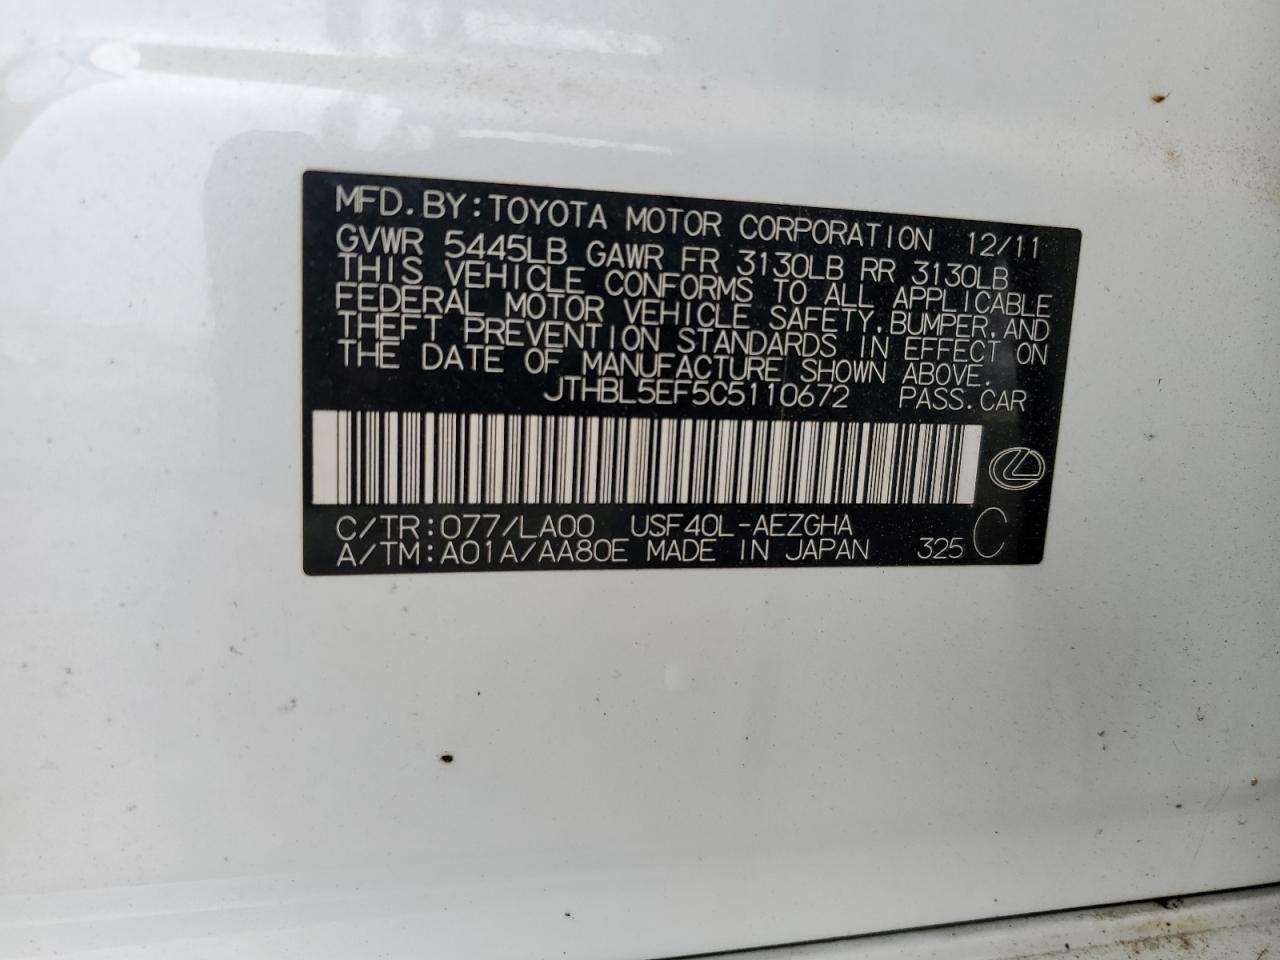 MFD.BY:TOYOTA MOTOR CORPORATION 12/11
GVWR 5445LB GAWR FR 3130LB RR 3130LB
THIS VEHICLE CONFORMS TO ALL APPLICABLE
FEDERAL MOTOR VEHICLE SAFETY,BUMPER,AND
THEFT PREVENTION STANDARDS IN EFFECT ON
THE DATE OF MANUFACTURE SHOWN ABOVE.
JTHBL5EF5C5110672 PASS.CAR
C/TR:077/LA00 USF40L-AEZGHA
A/TM:A01A/AA80E MADE IN JAPAN 325 C